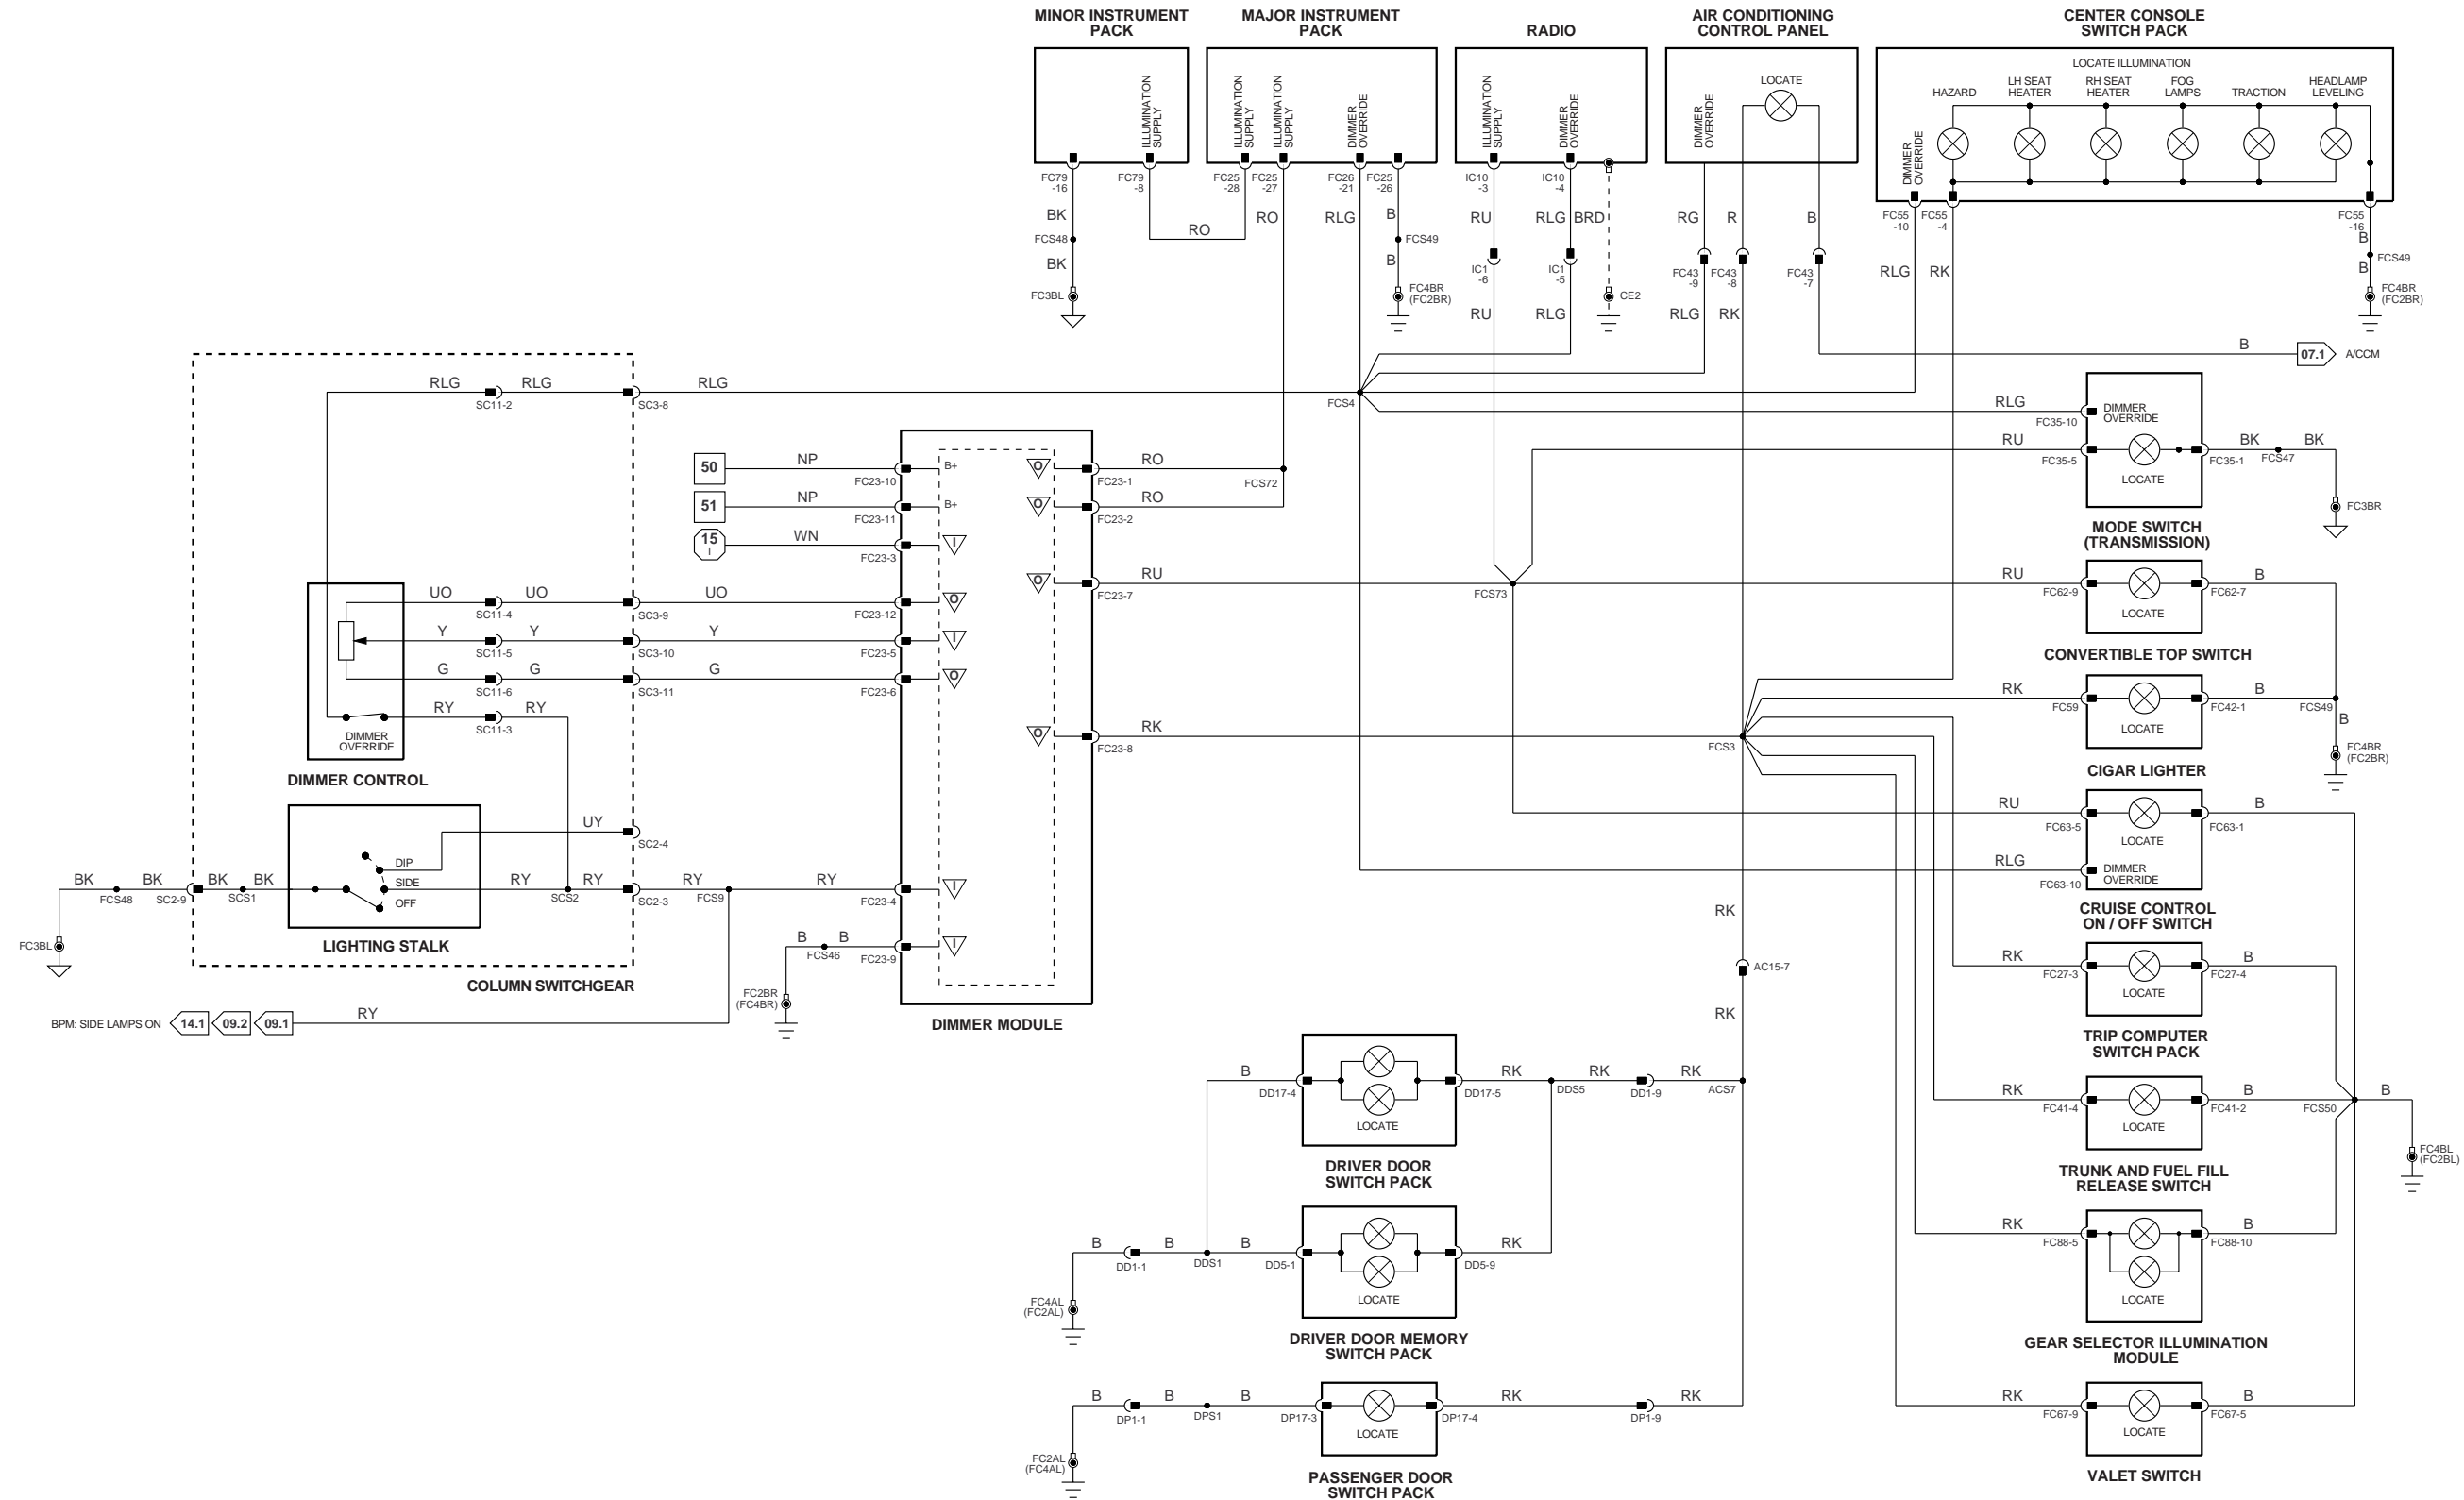 MINOR INSTRUMENT
PACK
MAJOR INSTRUMENT
PACK
RADIO
AIR CONDITIONING
CONTROL PANEL
CENTER CONSOLE
SWITCH PACK
ILLUMINATION
SUPPLY
ILLUMINATION
SUPPLY
ILLUMINATION
SUPPLY
DIMMER
OVERRIDE
ILLUMINATION
SUPPLY
DIMMER
OVERRIDE
DIMMER
OVERRIDE
LOCATE
LOCATE ILLUMINATION
HAZARD
LH SEAT
HEATER
RH SEAT
HEATER
FOG
LAMPS
TRACTION
HEADLAMP
LEVELING
DIMMER
OVERRIDE
FC79
-16
FC79
-8
FC25
-28
FC25
-27
FC26
-21
FC25
-26
IC10
-3
IC10
-4
FC55
-10
FC55
-4
FC55
-16
BK
RO
RO
RLG
B
RU
RLG
BRD
RG
R
B
B
FCS48
FCS49
FCS49
BK
B
IC1
-6
IC1
-5
FC43
-9
FC43
-8
FC43
-7
RLG
RK
B
FC3BL
FC4BR
(FC2BR)
CE2
FC4BR
(FC2BR)
RU
RLG
RLG
RK
B
07.1
A/CCM
RLG
RLG
RLG
SC11-2
SC3-8
FCS4
RLG
FC35-10
DIMMER
OVERRIDE
RU
BK
BK
FC35-5
FC35-1
FCS47
LOCATE
FC3BR
MODE SWITCH
(TRANSMISSION)
50
NP
FC23-10
B+
O
RO
FC23-1
FCS72
51
NP
FC23-11
B+
O
RO
FC23-2
15
I
WN
FC23-3
I
O
RU
FC23-7
FCS73
RU
B
FC62-9
FC62-7
LOCATE
CONVERTIBLE TOP SWITCH
UO
UO
UO
SC11-4
SC3-9
FC23-12
O
Y
Y
Y
SC11-5
SC3-10
FC23-5
I
G
G
G
SC11-6
SC3-11
FC23-6
O
RY
RY
SC11-3
DIMMER
OVERRIDE
DIMMER CONTROL
O
RK
FC23-8
FCS3
RK
B
FC59
FC42-1
FCS49
B
LOCATE
FC4BR
(FC2BR)
CIGAR LIGHTER
UY
SC2-4
DIP
SIDE
OFF
BK
BK
BK
BK
RY
RY
RY
RY
FCS48
SC2-9
SCS1
SCS2
SC2-3
FCS9
FC23-4
I
FC3BL
LIGHTING STALK
COLUMN SWITCHGEAR
B
B
FCS46
FC23-9
I
FC2BR
(FC4BR)
DIMMER MODULE
BPM: SIDE LAMPS ON
14.1
09.2
09.1
RY
RU
B
FC63-5
FC63-1
LOCATE
RLG
FC63-10
DIMMER
OVERRIDE
CRUISE CONTROL
ON / OFF SWITCH
RK
AC15-7
RK
RK
B
FC27-3
FC27-4
LOCATE
TRIP COMPUTER
SWITCH PACK
B
RK
RK
RK
DD17-4
DD17-5
DDS5
DD1-9
ACS7
LOCATE
DRIVER DOOR
SWITCH PACK
RK
B
B
FC41-4
FC41-2
FCS50
LOCATE
FC4BL
(FC2BL)
TRUNK AND FUEL FILL
RELEASE SWITCH
B
B
B
RK
DD1-1
DDS1
DD5-1
DD5-9
LOCATE
FC4AL
(FC2AL)
DRIVER DOOR MEMORY
SWITCH PACK
RK
B
FC88-5
FC88-10
LOCATE
GEAR SELECTOR ILLUMINATION
MODULE
B
B
B
RK
RK
DP1-1
DPS1
DP17-3
DP17-4
DP1-9
LOCATE
FC2AL
(FC4AL)
PASSENGER DOOR
SWITCH PACK
RK
B
FC67-9
FC67-5
LOCATE
VALET SWITCH